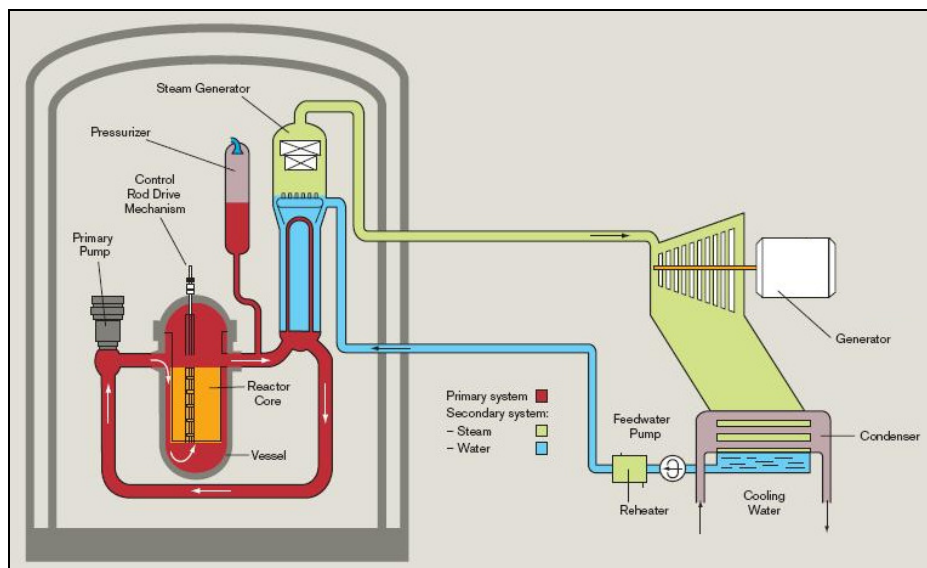 Steam Generator
Pressurizer
Control
Rod Drive
Mechanism
Primary
Pump
Reactor
Core
Vessel
Primary system
Secondary system:
– Steam
– Water
Feedwater
Pump
Reheater
Generator
Condenser
Cooling
Water